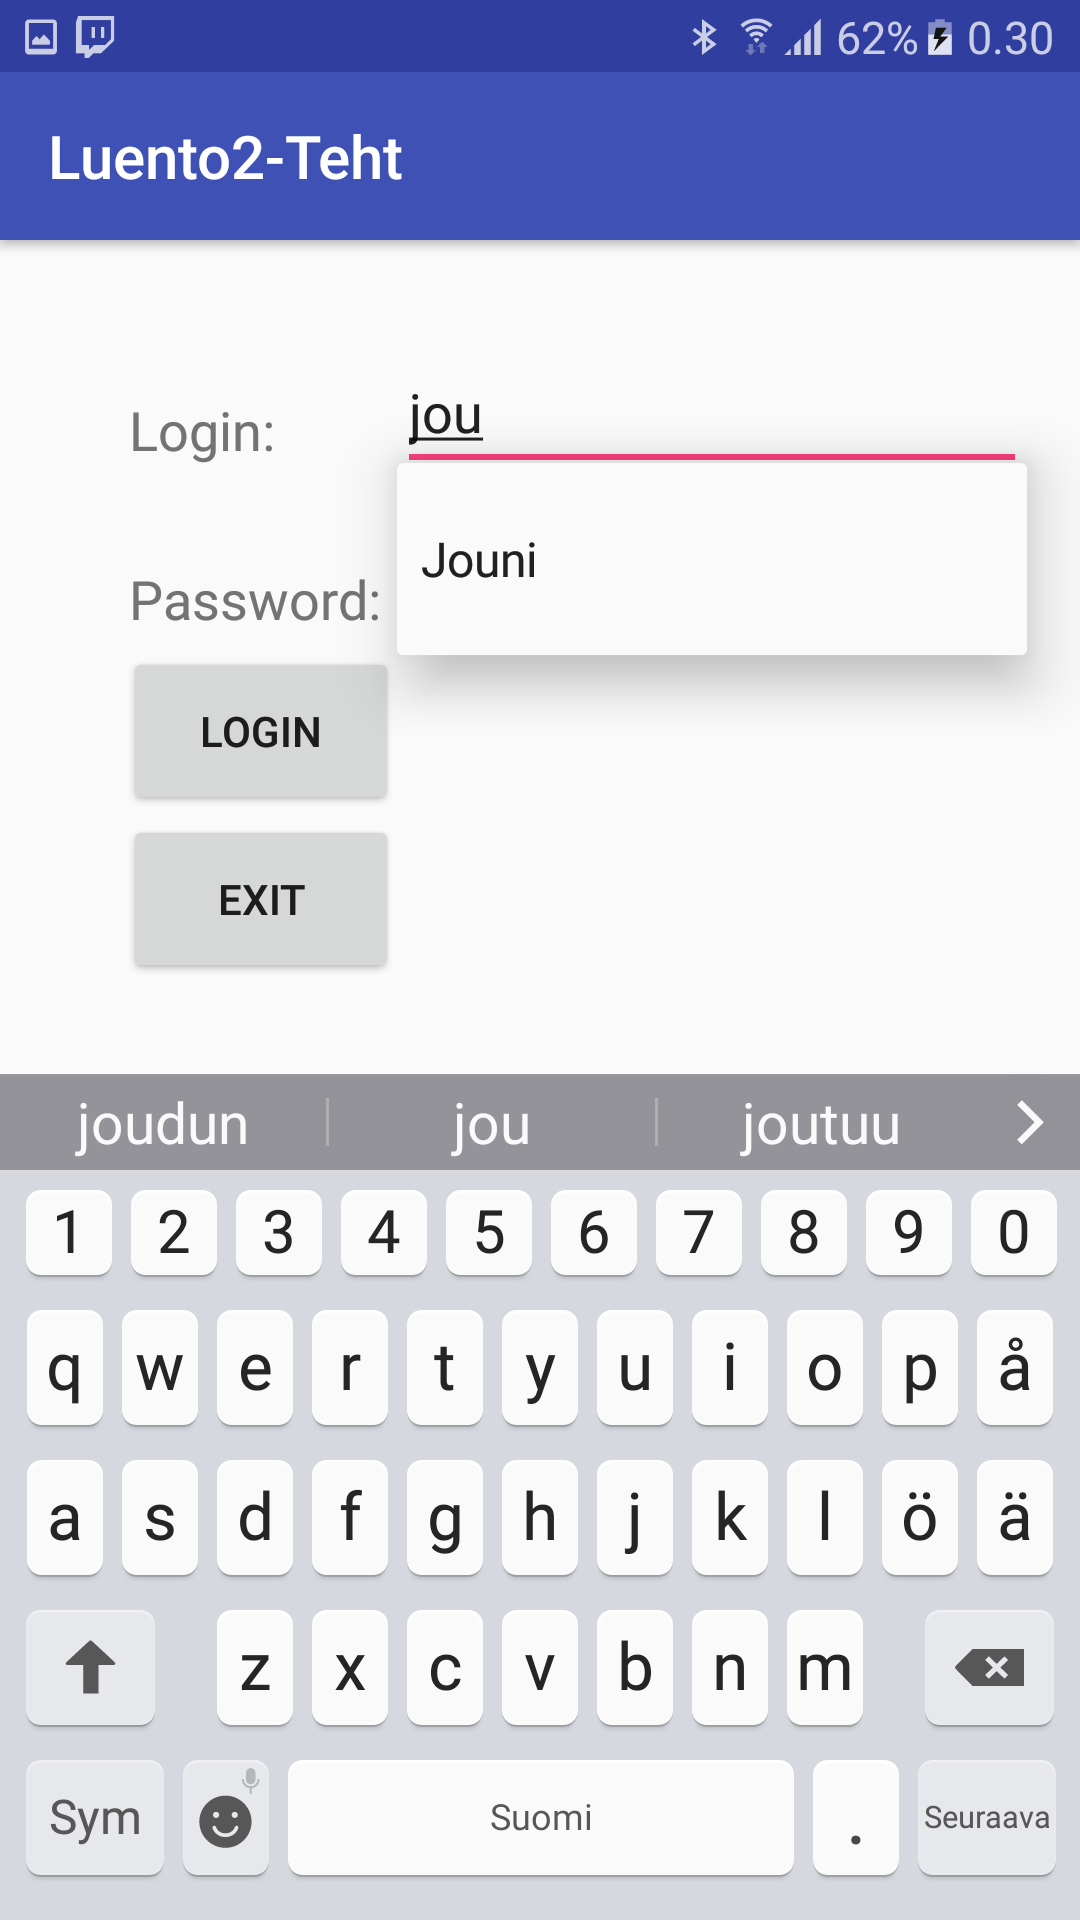 62% 0.30
Luento2-Teht
Login: jou
Jouni
Password:
LOGIN
EXIT
joudun jou joutuu
1 2 3 4 5 6 7 8 9 0
q w e r t y u i o p å
a s d f g h j k l ö ä
z x c v b n m
Sym Suomi . Seuraava